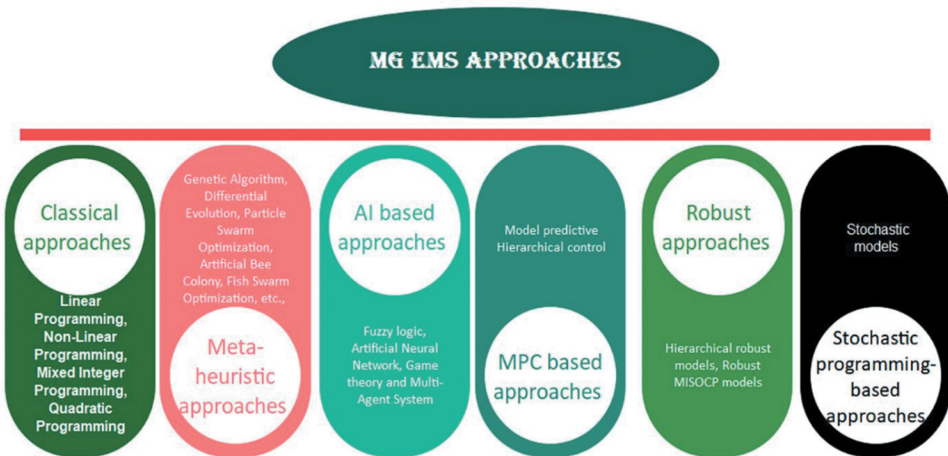 MG EMS APPROACHES
Classical
approaches
Linear
Programming,
Non-Linear
Programming,
Mixed Integer
Programming,
Quadratic
Programming
Genetic Algorithm,
Differential
Evolution, Particle
Swarm
Optimization,
Artificial Bee
Colony, Fish Swarm
Optimization, etc.,
Meta-
heuristic
approaches
AI based
approaches
Fuzzy logic,
Artificial Neural
Network, Game
theory and Multi-
Agent System
Model predictive
Hierarchical control
MPC based
approaches
Robust
approaches
Hierarchical robust
models, Robust
MISOCP models
Stochastic
models
Stochastic
programming-
based
approaches